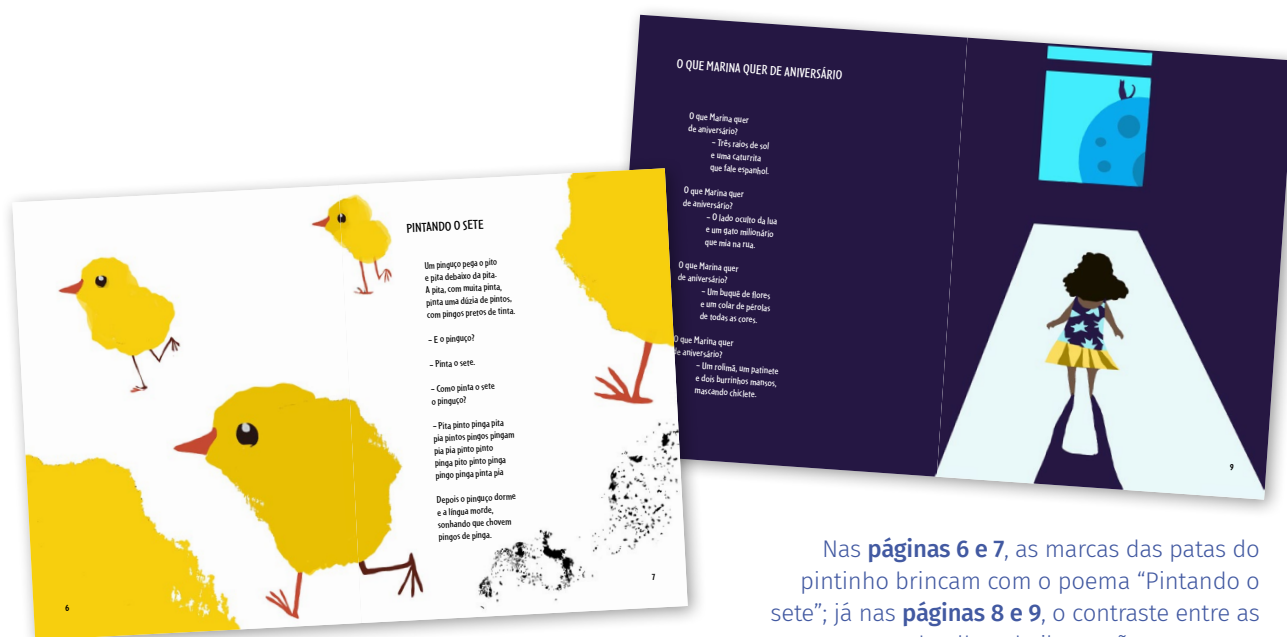 PINTANDO O SETE
Um pinguço pega o pito
e pita debaixo da pita.
A pita, com muita pinta,
pinta uma dúzia de pintos,
com pingos pretos de tinta.
– E o pinguço?
– Pinta o sete.
– Como pinta o sete
o pinguço?
– Pita pinto pinga pita
pia pintos pingos pingam
pia pia pinto pinto
pinga pito pinto pinga
pingo pinga pinta pia
Depois o pinguço dorme
e a língua morde,
sonhando que chovem
pingos de pinga.
6
7
O QUE MARINA QUER DE ANIVERSÁRIO
O que Marina quer
de aniversário?
– Três raios de sol
e uma caturrita
que fale espanhol.
O que Marina quer
de aniversário?
– O lado oculto da lua
e um gato milionário
que mia na rua.
O que Marina quer
de aniversário?
– Um buquê de flores
e um colar de pérolas
de todas as cores.
O que Marina quer
de aniversário?
– Um rolimã, um patinete
e dois burrinhos mansos,
mascando chiclete.
9
Nas páginas 6 e 7, as marcas das patas do
pintinho brincam com o poema “Pintando o
sete”; já nas páginas 8 e 9, o contraste entre as